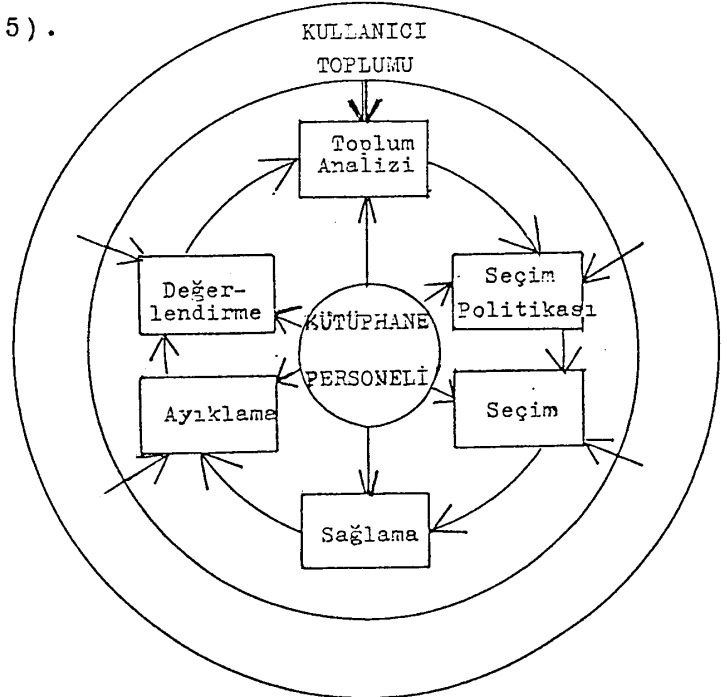 5).
KULLANICI
TOPLUMU
Toplum
Analizi
Seçim
Politikası
Seçim
Sağlama
Ayıklama
Değer-
lendirme
KÜTÜPHANE
PERSONELİ